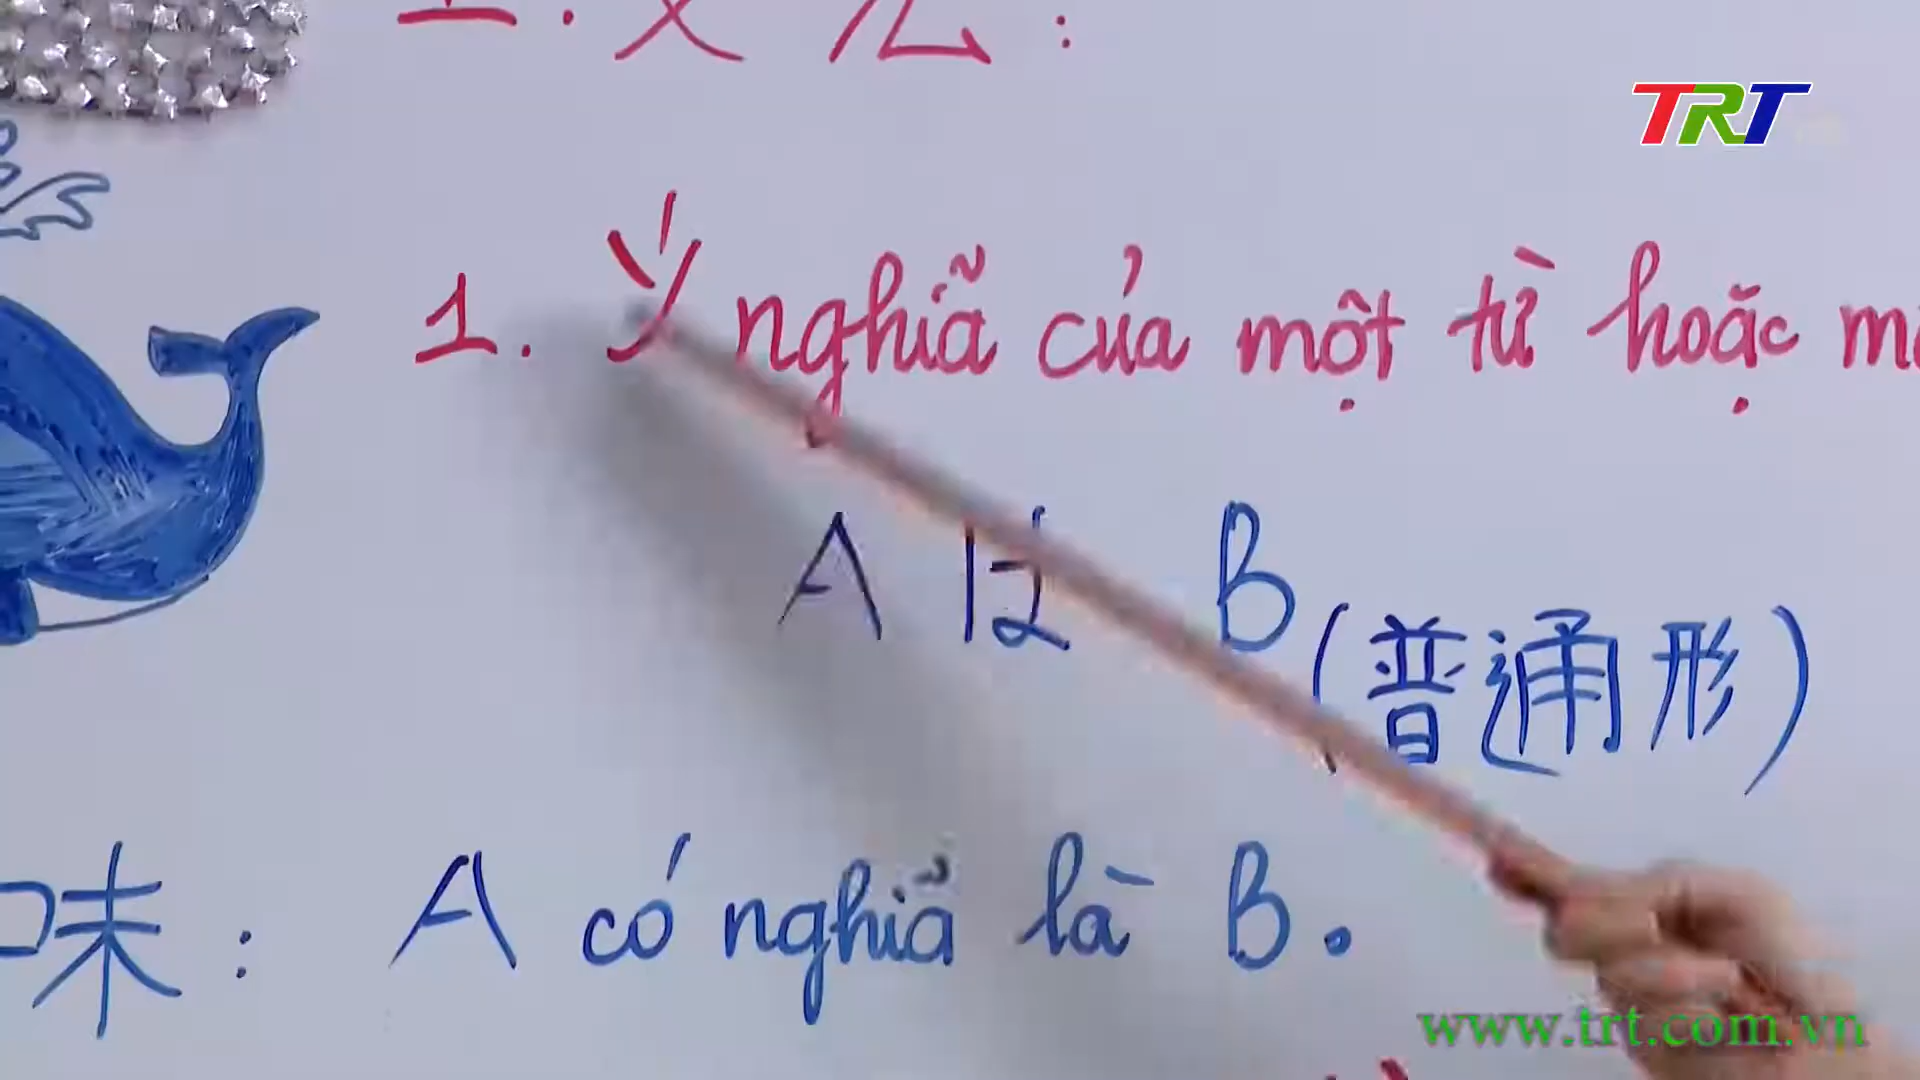 TRT
1. Ý nghĩa của một từ hoặc
A は B
(普通形)
味: A có nghĩa là B.
www.trt.com.vn